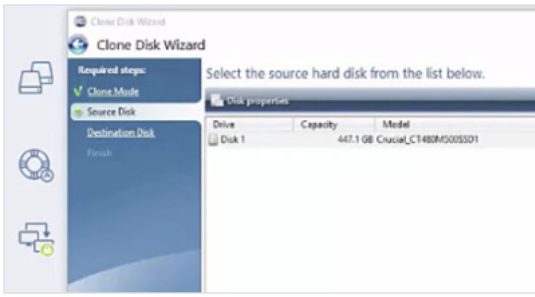 Clone Disk Wizard
Clone Disk Wizard
Required steps:
Clone Mode
Source Disk
Destination Disk
Finish
Select the source hard disk from the list below.
Disk properties
Drive Capacity Model
Disk 1 447.1 GB Crucial_CT480M500SSD1